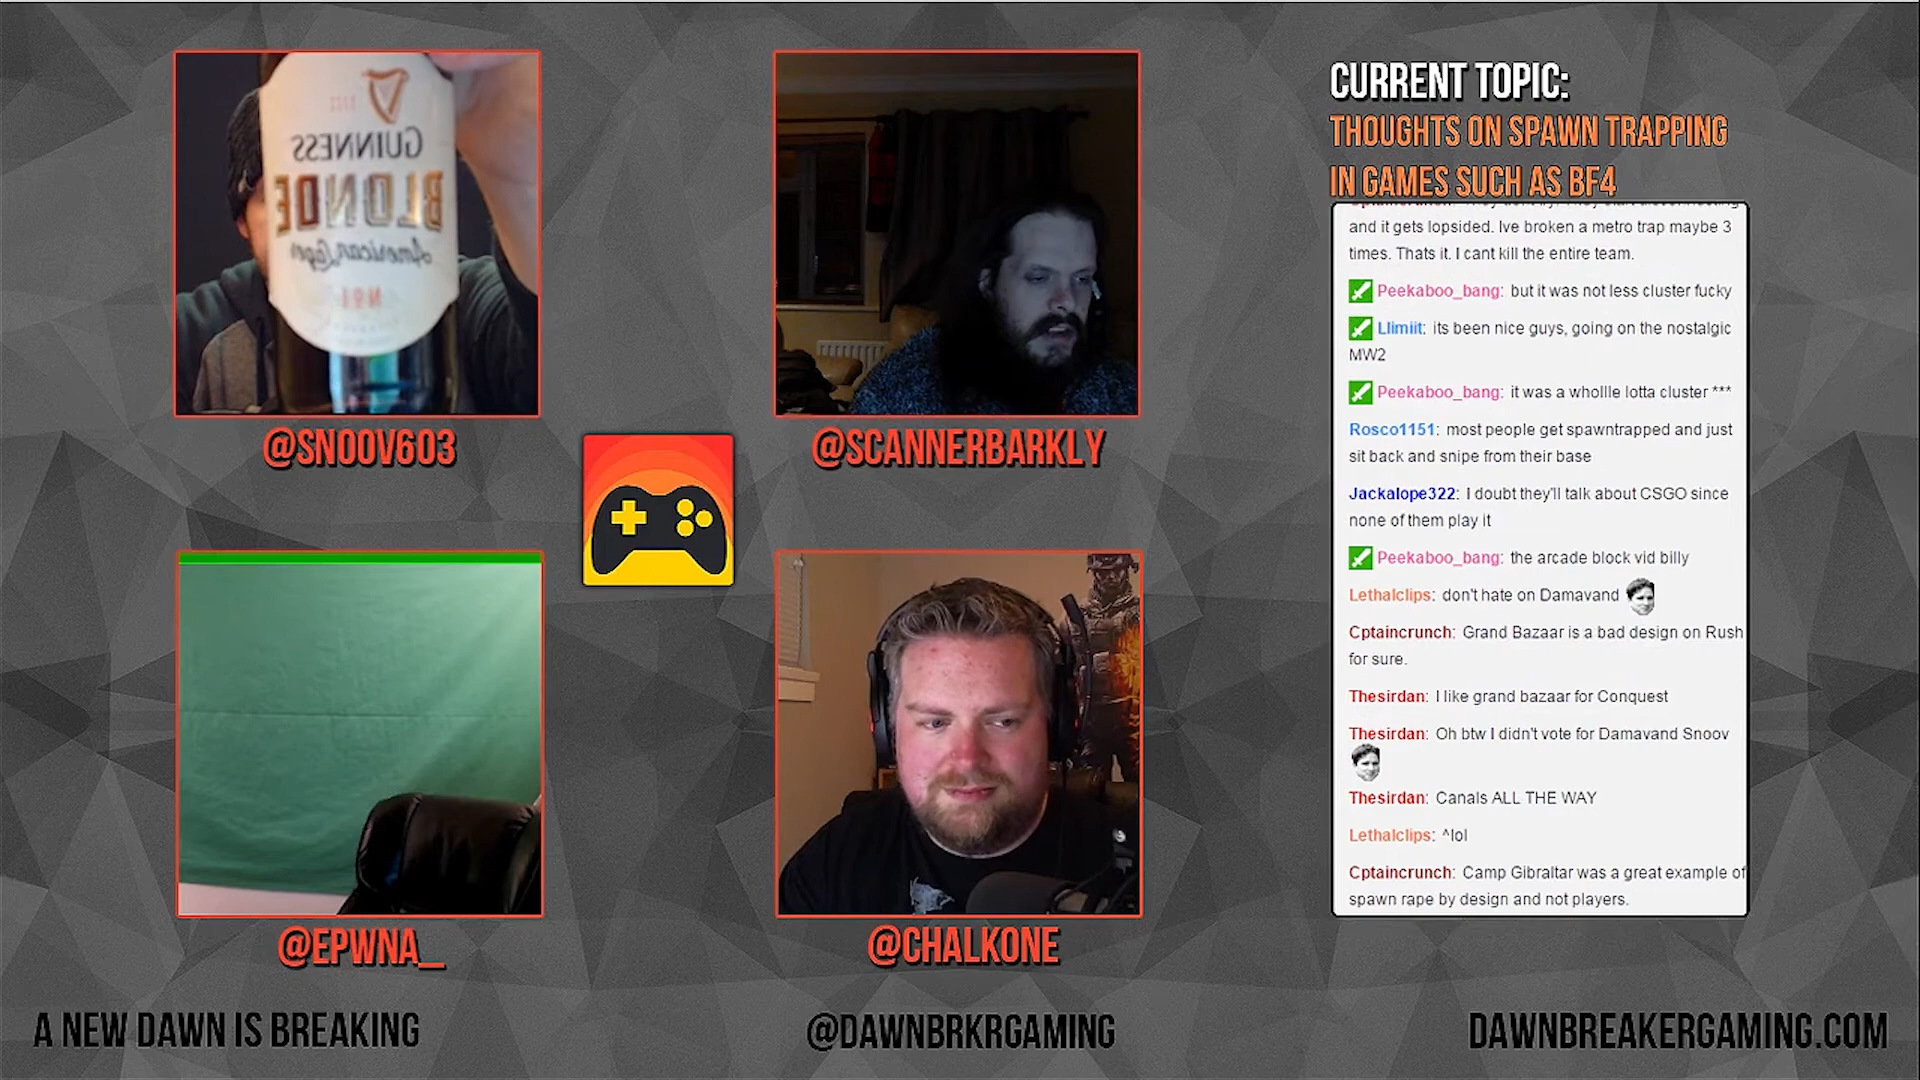 GUINNESS
BLONDE
American Lager
Nº1
@SNOOV603
@SCANNERBARKLY
@EPWNA_
@CHALKONE
CURRENT TOPIC:
THOUGHTS ON SPAWN TRAPPING
IN GAMES SUCH AS BF4
and it gets lopsided. Ive broken a metro trap maybe 3
times. Thats it. I cant kill the entire team.
Peekaboo_bang: but it was not less cluster fucky
Llimiit: its been nice guys, going on the nostalgic
MW2
Peekaboo_bang: it was a whollle lotta cluster ***
Rosco1151: most people get spawntrapped and just
sit back and snipe from their base
Jackalope322: I doubt they'll talk about CSGO since
none of them play it
Peekaboo_bang: the arcade block vid billy
Lethalclips: don't hate on Damavand
Cptaincrunch: Grand Bazaar is a bad design on Rush
for sure.
Thesirdan: I like grand bazaar for Conquest
Thesirdan: Oh btw I didn't vote for Damavand Snoov
Thesirdan: Canals ALL THE WAY
Lethalclips: ^lol
Cptaincrunch: Camp Gibraltar was a great example of
spawn rape by design and not players.
A NEW DAWN IS BREAKING
@DAWNBRKRGAMING
DAWNBREAKERGAMING.COM